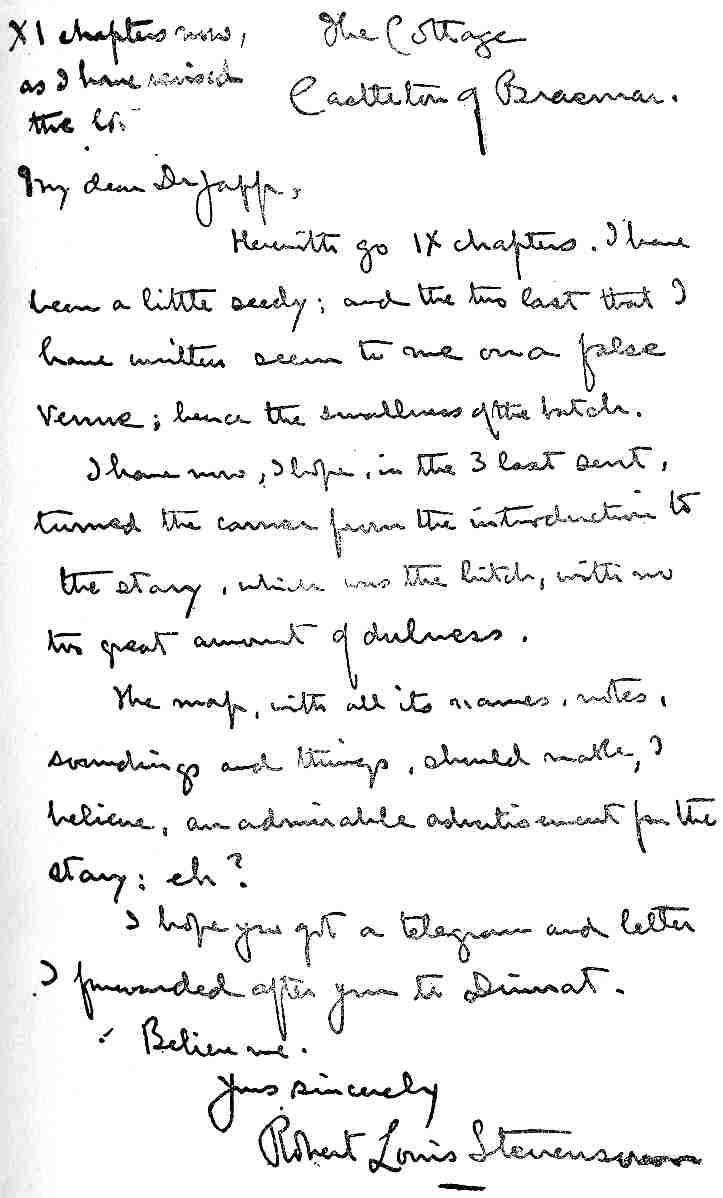 XI chapters now,
as I have revised
the lot.
The Cottage
Castleton of Braemar.
My dear Dr Japp,
Herewith go IX chapters. I have
been a little seedy; and the two last that I
have written seem to me on a false
venue; hence the smallness of the batch.
I have now, I hope, in the 3 last sent,
turned the corner from the introduction to
the story, which was the hitch, with no
too great amount of dulness.
The map, with all its names, notes,
soundings and things, should make, I
believe, an admirable advertisement for the
story: eh?
I hope you got a telegram and letter
I forwarded after you to Dinnat.
Believe me.
Yours sincerely
Robert Louis Stevenson